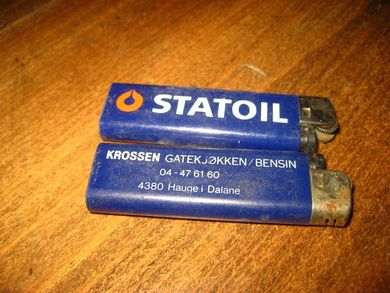 STATOIL
KROSSEN GATEKJØKKEN/BENSIN
04-47 61 60
4380 Hauge i Dalane